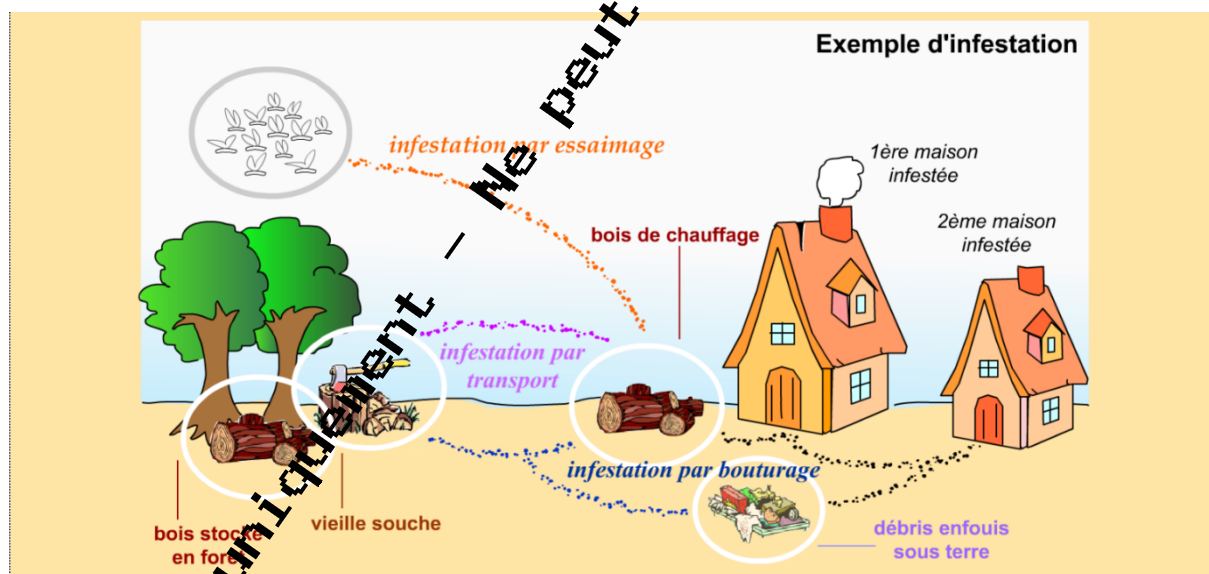 Exemple d'infestation
infestation par essaimage
1ère maison
infestée
2ème maison
infestée
bois de chauffage
infestation par
transport
infestation par bouturage
vieille souche
bois stocké
en forêt
débris enfouis
sous terre
uniquement - Ne peut